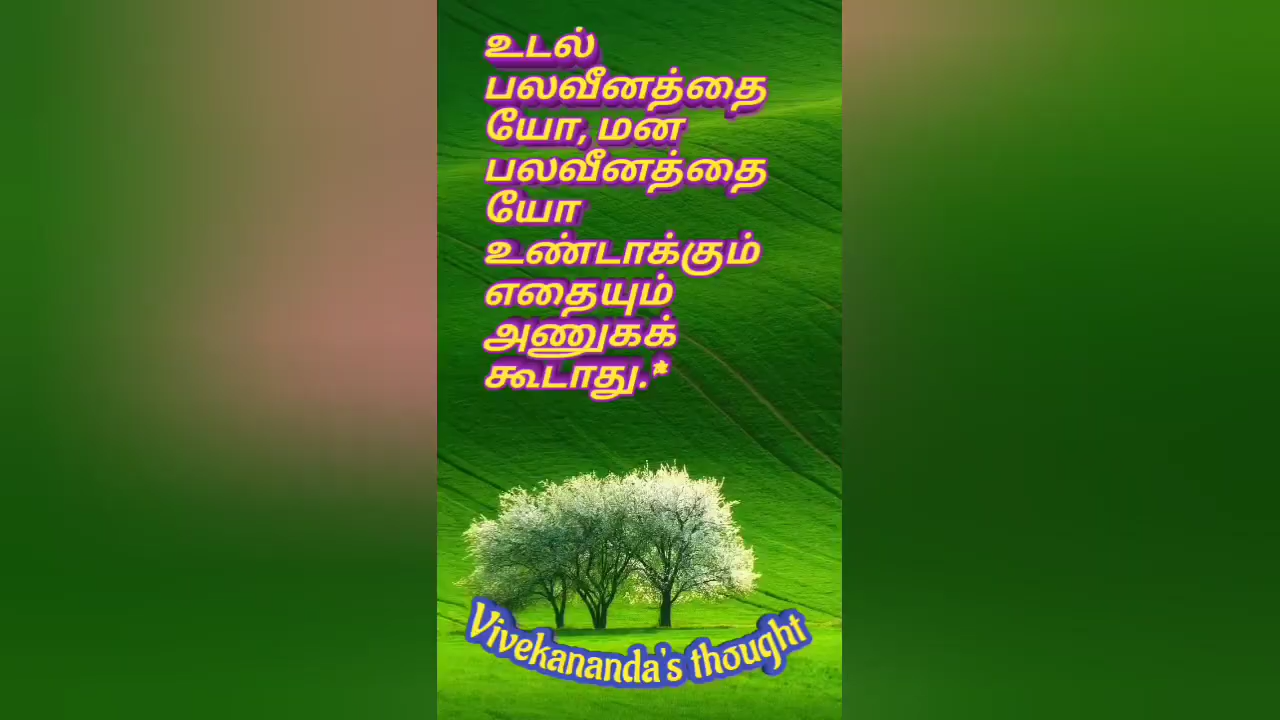 உடல்
பலவீனத்தை
யோ, மன
பலவீனத்தை
யோ
உண்டாக்கும்
எதையும்
அணுகக்
கூடாது.*
Vivekananda's thought